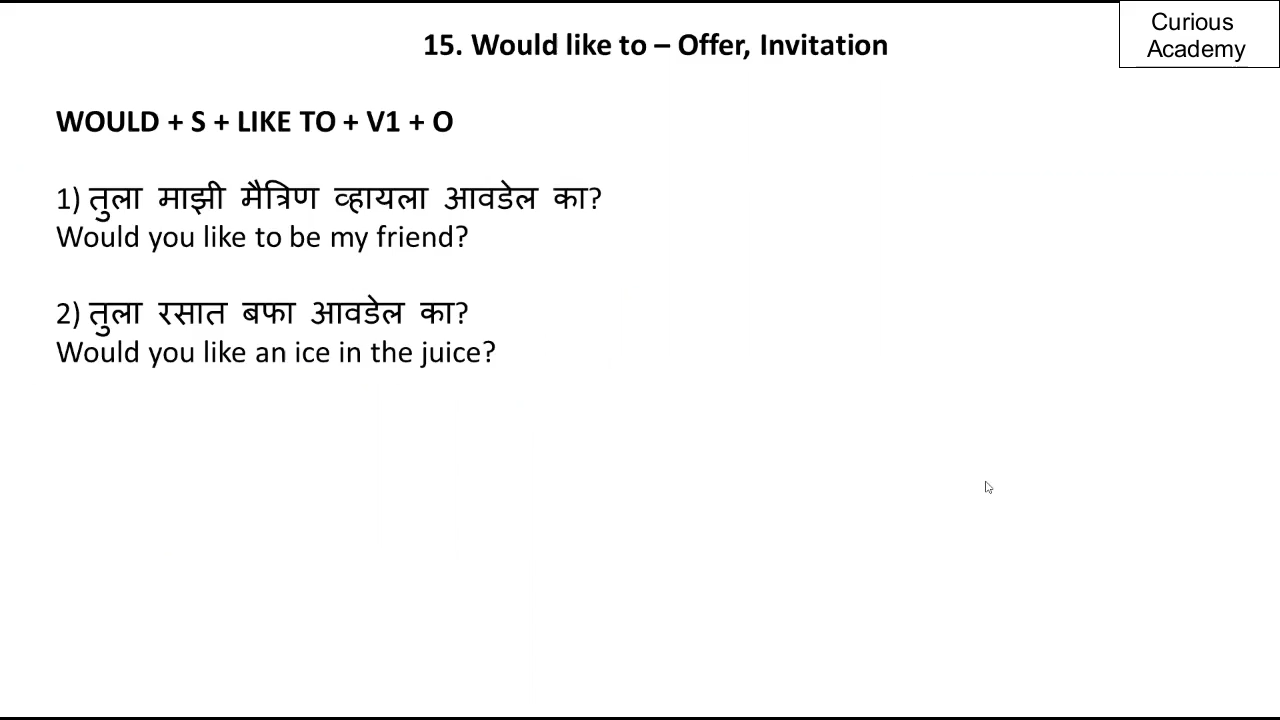 Curious
Academy
15. Would like to – Offer, Invitation
WOULD + S + LIKE TO + V1 + O
1) तुला माझी मैत्रिण व्हायला आवडेल का?
Would you like to be my friend?
2) तुला रसात बफा आवडेल का?
Would you like an ice in the juice?